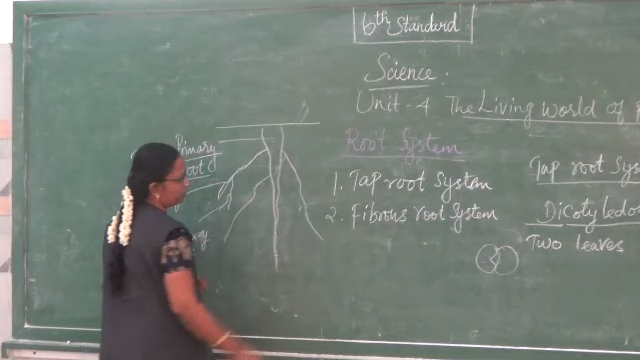 6th Standard
Science:
Unit-4 The Living world of
Root System
1. Tap root System
2. Fibrous root System
Primary
Tap root Sys
Dicotyledo
Two leaves